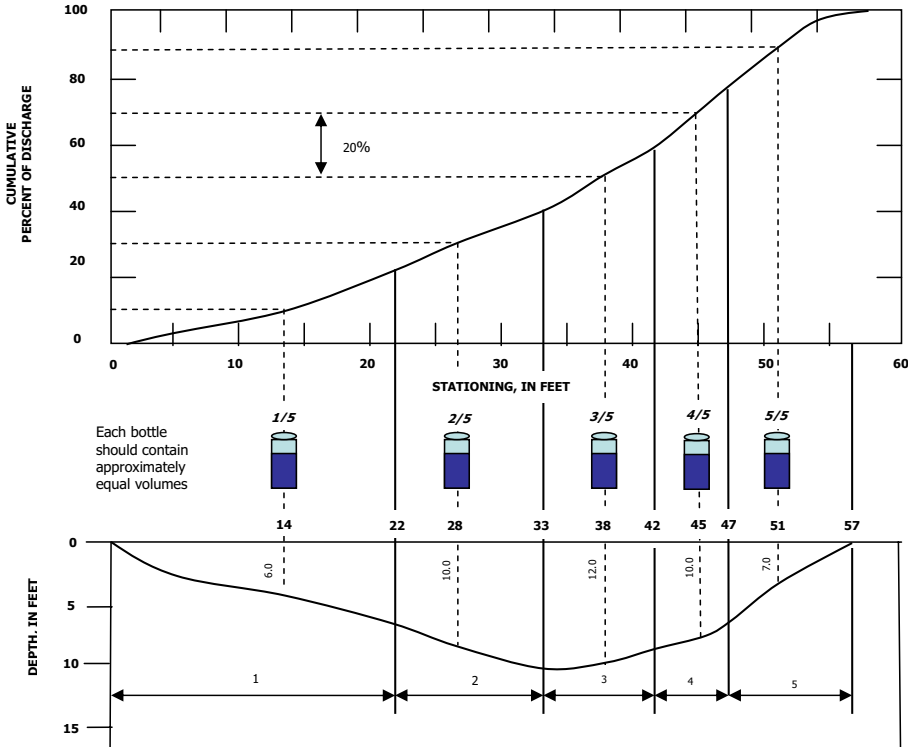 100
80
60
40
20
0
CUMULATIVE
PERCENT OF DISCHARGE
20%
0 10 20 30 40 50 60
STATIONING, IN FEET
1/5 2/5 3/5 4/5 5/5
Each bottle
should contain
approximately
equal volumes
14 22 28 33 38 42 45 47 51 57
0
5
10
15
DEPTH. IN FEET
6.0 10.0 12.0 10.0 7.0
1 2 3 4 5